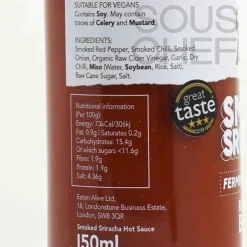 SUITABLE FOR VEGANS
Contains Soy. May contain
traces of Celery and Mustard.
SOUS
CHEF
INGREDIENTS:
Smoked Red Pepper, Smoked Chilli, Smoked
Onion, Organic Raw Cider Vinegar, Garlic, Dry
Chilli, Miso (Water, Soybean, Rice, Salt),
Raw Cane Sugar, Salt.
Nutritional information
(Per 100g):
Energy: 73kCal/306kj
Fat: 0.9g | Saturates 0.2g
Carbohydrates: 15.4g
Of which sugars <11.6g
Fibre: 1.9g
Protein: 1.9g
Salt: 4.36g
great
taste
Eaten Alive Ltd,
18, Londonstone Business Estate,
London, SW8 3QR
Smoked Sriracha Hot Sauce
150ml